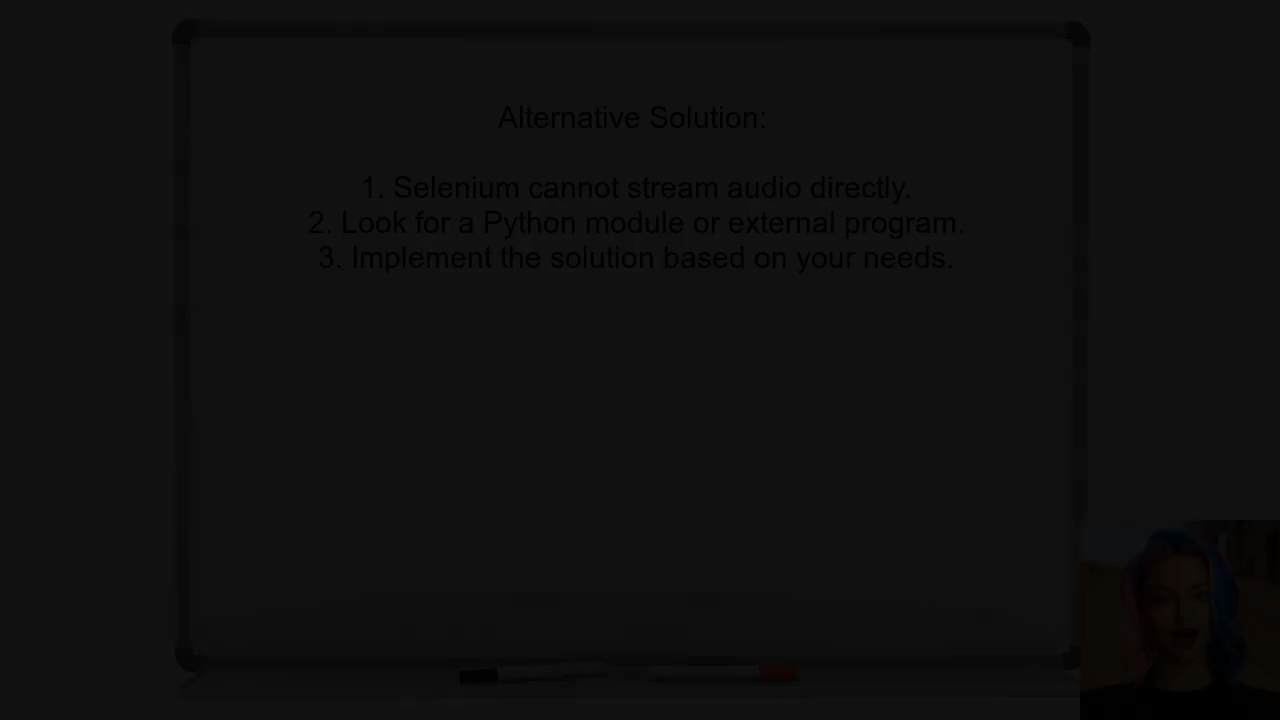 Alternative Solution:
1. Selenium cannot stream audio directly.
2. Look for a Python module or external program.
3. Implement the solution based on your needs.